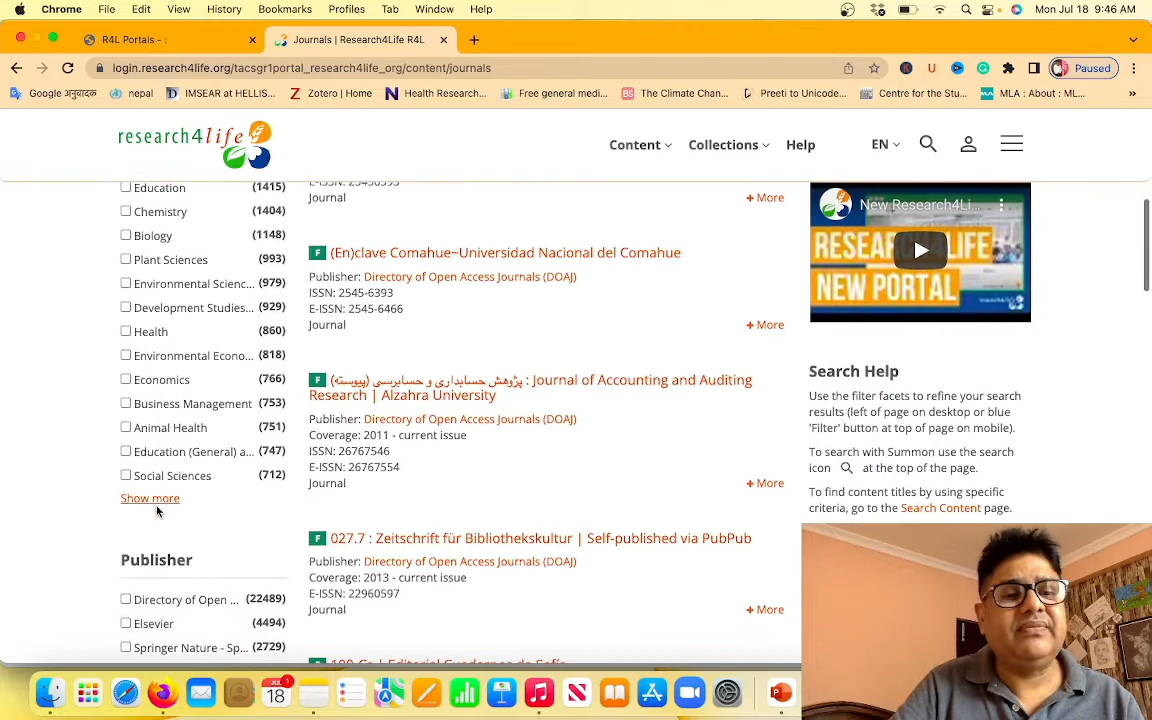 Chrome File Edit View History Bookmarks Profiles Tab Window Help Mon Jul 18 9:46 AM
R4L Portals - : Journals | Research4Life R4L
login.research4life.org/tacsgr1portal_research4life_org/content/journals Paused
Google अनुवादक nepal IMSEAR at HELLIS... Zotero | Home Health Research... Free general medi... The Climate Chan... Preeti to Unicode... Centre for the Stu... MLA : About : ML...
research4life Content Collections Help EN
Education (1415)
Chemistry (1404)
Biology (1148)
Plant Sciences (993)
Environmental Scienc... (979)
Development Studies... (929)
Health (860)
Environmental Econo... (818)
Economics (766)
Business Management (753)
Animal Health (751)
Education (General) a... (747)
Social Sciences (712)
Show more
Publisher
Directory of Open ... (22489)
Elsevier (4494)
Springer Nature - Sp... (2729)
Journal
+ More
F (En)clave Comahue~Universidad Nacional del Comahue
Publisher: Directory of Open Access Journals (DOAJ)
ISSN: 2545-6393
E-ISSN: 2545-6466
Journal
+ More
F پژوهش حسابداری و حسابرسی (پیوسته) : Journal of Accounting and Auditing
Research | Alzahra University
Publisher: Directory of Open Access Journals (DOAJ)
Coverage: 2011 - current issue
ISSN: 26767546
E-ISSN: 26767554
Journal
+ More
F 027.7 : Zeitschrift für Bibliothekskultur | Self-published via PubPub
Publisher: Directory of Open Access Journals (DOAJ)
Coverage: 2013 - current issue
E-ISSN: 22960597
Journal
+ More
New Research4Li...
RESEARCH4LIFE
NEW PORTAL
Search Help
Use the filter facets to refine your search
results (left of page on desktop or blue
'Filter' button at top of page on mobile).
To search with Summon use the search
icon at the top of the page.
To find content titles by using specific
criteria, go to the Search Content page.
JUL
18
1